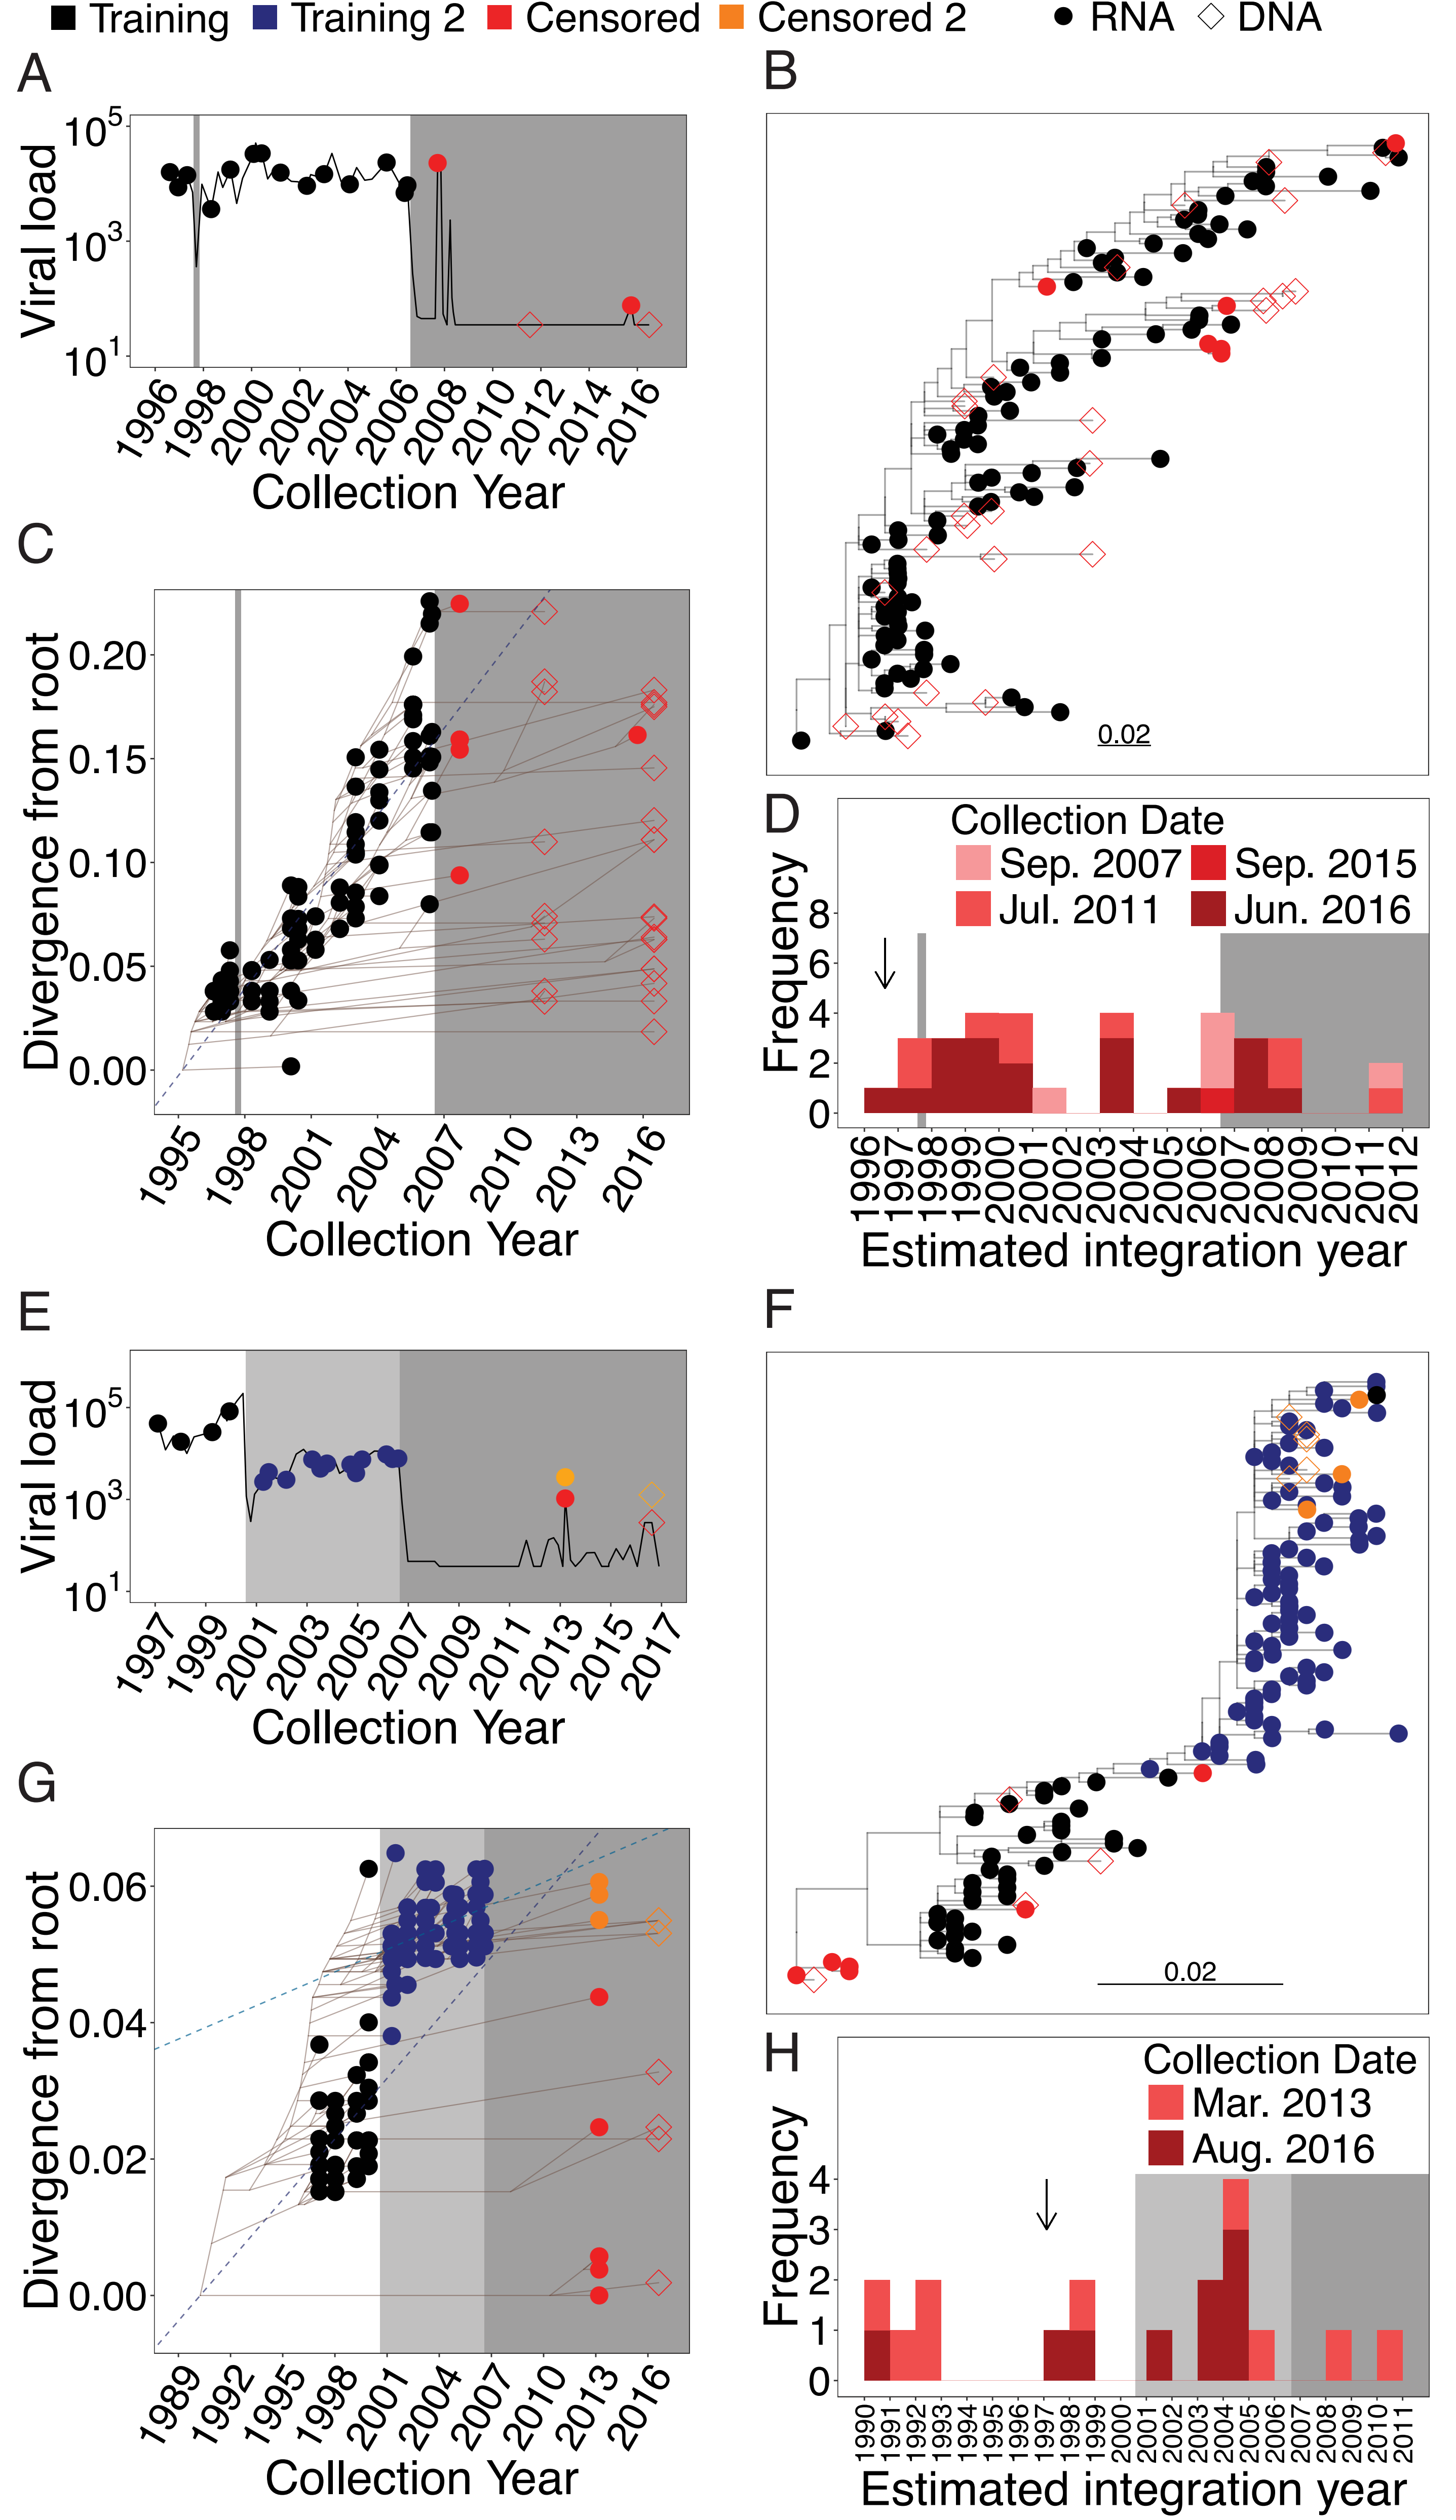 Training Training 2 Censored Censored 2 RNA DNA
A
Viral load
10^5
10^3
10^1
1996 1998 2000 2002 2004 2006 2008 2010 2012 2014 2016
Collection Year
B
0.02
C
Divergence from root
0.20
0.15
0.10
0.05
0.00
1995 1998 2001 2004 2007 2010 2013 2016
Collection Year
D
Collection Date
Sep. 2007 Sep. 2015
Jul. 2011 Jun. 2016
Frequency
8
6
4
2
0
1996 1997 1998 1999 2000 2001 2002 2003 2004 2005 2006 2007 2008 2009 2010 2011 2012
Estimated integration year
E
Viral load
10^5
10^3
10^1
1997 1999 2001 2003 2005 2007 2009 2011 2013 2015 2017
Collection Year
F
0.02
G
Divergence from root
0.06
0.04
0.02
0.00
1989 1992 1995 1998 2001 2004 2007 2010 2013 2016
Collection Year
H
Collection Date
Mar. 2013
Aug. 2016
Frequency
4
3
2
1
0
1990 1991 1992 1993 1994 1995 1996 1997 1998 1999 2000 2001 2002 2003 2004 2005 2006 2007 2008 2009 2010 2011
Estimated integration year